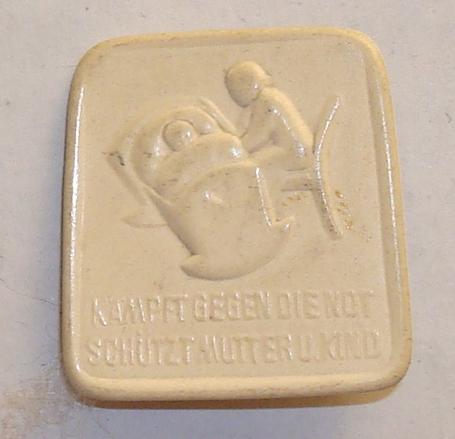 KÄMPFT GEGEN DIE NOT
SCHÜTZT MUTTER U. KIND